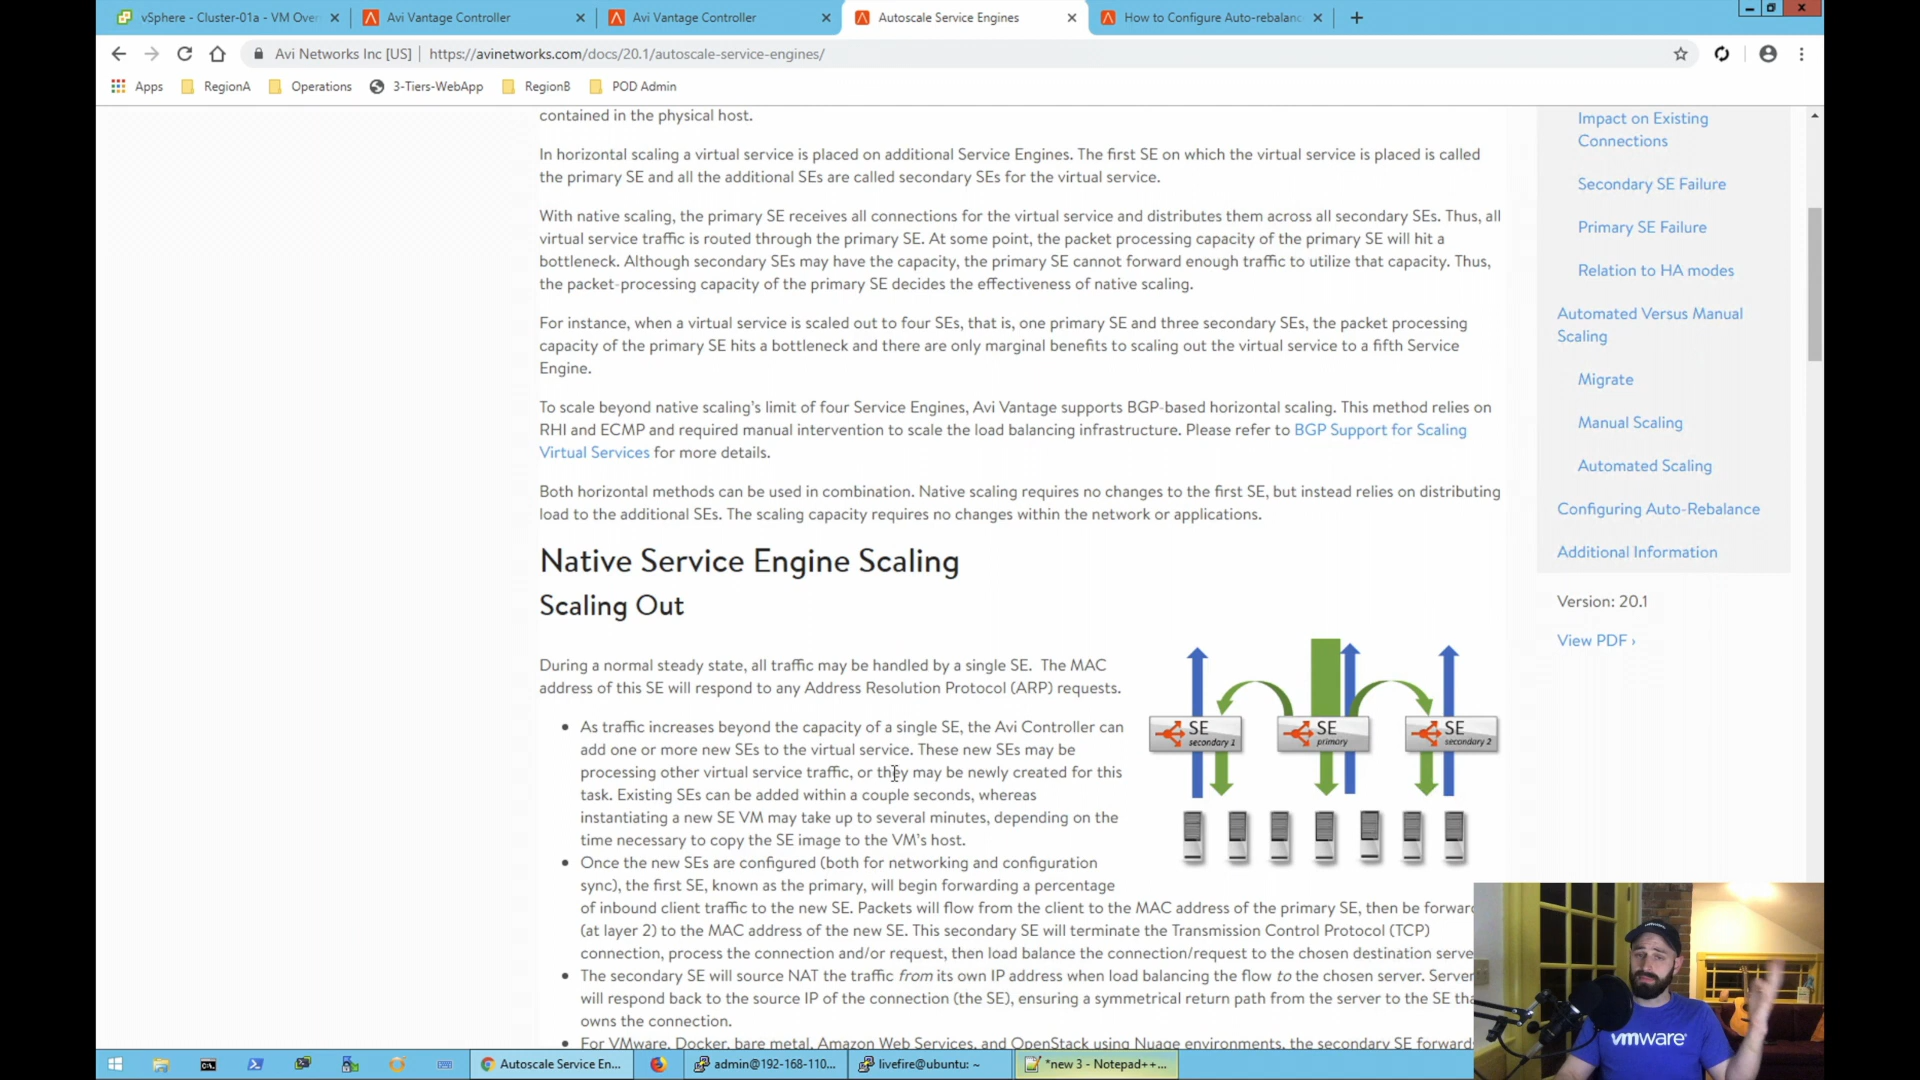 vSphere - Cluster-01a - VM Over
Avi Vantage Controller
Avi Vantage Controller
Autoscale Service Engines
How to Configure Auto-rebalanc
Avi Networks Inc [US] | https://avinetworks.com/docs/20.1/autoscale-service-engines/
Apps
RegionA
Operations
3-Tiers-WebApp
RegionB
POD Admin
contained in the physical host.
In horizontal scaling a virtual service is placed on additional Service Engines. The first SE on which the virtual service is placed is called
the primary SE and all the additional SEs are called secondary SEs for the virtual service.
With native scaling, the primary SE receives all connections for the virtual service and distributes them across all secondary SEs. Thus, all
virtual service traffic is routed through the primary SE. At some point, the packet processing capacity of the primary SE will hit a
bottleneck. Although secondary SEs may have the capacity, the primary SE cannot forward enough traffic to utilize that capacity. Thus,
the packet-processing capacity of the primary SE decides the effectiveness of native scaling.
For instance, when a virtual service is scaled out to four SEs, that is, one primary SE and three secondary SEs, the packet processing
capacity of the primary SE hits a bottleneck and there are only marginal benefits to scaling out the virtual service to a fifth Service
Engine.
To scale beyond native scaling's limit of four Service Engines, Avi Vantage supports BGP-based horizontal scaling. This method relies on
RHI and ECMP and required manual intervention to scale the load balancing infrastructure. Please refer to BGP Support for Scaling
Virtual Services for more details.
Both horizontal methods can be used in combination. Native scaling requires no changes to the first SE, but instead relies on distributing
load to the additional SEs. The scaling capacity requires no changes within the network or applications.
Native Service Engine Scaling
Scaling Out
During a normal steady state, all traffic may be handled by a single SE. The MAC
address of this SE will respond to any Address Resolution Protocol (ARP) requests.
As traffic increases beyond the capacity of a single SE, the Avi Controller can
add one or more new SEs to the virtual service. These new SEs may be
processing other virtual service traffic, or they may be newly created for this
task. Existing SEs can be added within a couple seconds, whereas
instantiating a new SE VM may take up to several minutes, depending on the
time necessary to copy the SE image to the VM's host.
Once the new SEs are configured (both for networking and configuration
sync), the first SE, known as the primary, will begin forwarding a percentage
of inbound client traffic to the new SE. Packets will flow from the client to the MAC address of the primary SE, then be forwar
(at layer 2) to the MAC address of the new SE. This secondary SE will terminate the Transmission Control Protocol (TCP)
connection, process the connection and/or request, then load balance the connection/request to the chosen destination serve
The secondary SE will source NAT the traffic from its own IP address when load balancing the flow to the chosen server. Server
will respond back to the source IP of the connection (the SE), ensuring a symmetrical return path from the server to the SE tha
owns the connection.
For VMware, Docker, bare metal, Amazon Web Services, and OpenStack using Nuage environments, the secondary SE forward
SE
secondary 1
SE
primary
SE
secondary 2
Impact on Existing
Connections
Secondary SE Failure
Primary SE Failure
Relation to HA modes
Automated Versus Manual
Scaling
Migrate
Manual Scaling
Automated Scaling
Configuring Auto-Rebalance
Additional Information
Version: 20.1
View PDF ›
vmware
Autoscale Service En...
admin@192-168-110...
livefire@ubuntu: ~
*new 3 - Notepad++...